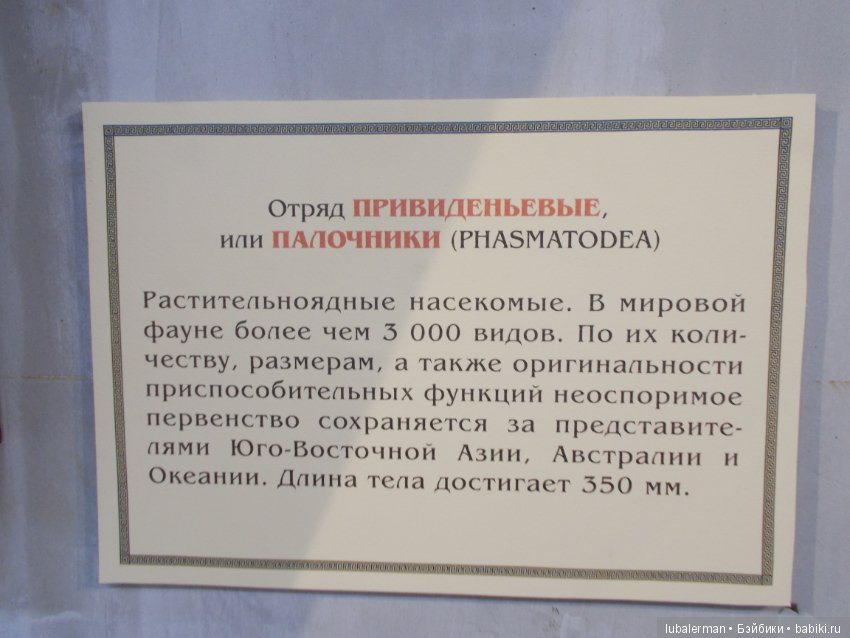 Отряд ПРИВИДЕНЬЕВЫЕ,
или ПАЛОЧНИКИ (PHASMATODEA)
Растительноядные насекомые. В мировой
фауне более чем 3 000 видов. По их коли-
честву, размерам, а также оригинальности
приспособительных функций неоспоримое
первенство сохраняется за представите-
лями Юго-Восточной Азии, Австралии и
Океании. Длина тела достигает 350 мм.
lubalerman • Бэйбики • babiki.ru